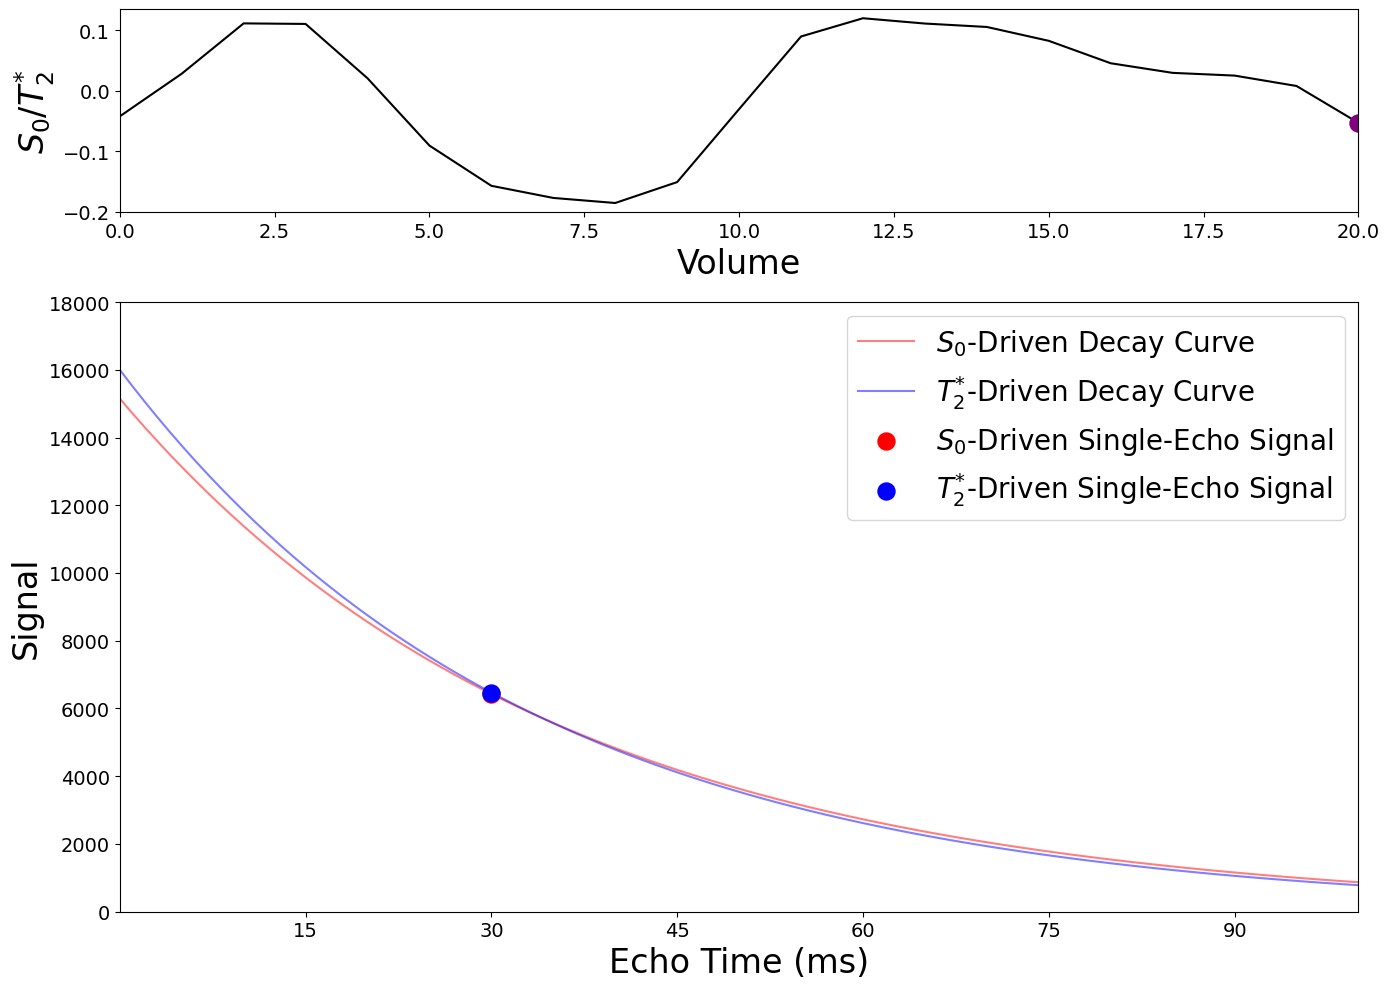 0.1
0.0
−0.1
−0.2
S₀/T₂*
0.0 2.5 5.0 7.5 10.0 12.5 15.0 17.5 20.0
Volume
18000
16000
14000
12000
10000
8000
6000
4000
2000
0
Signal
S₀-Driven Decay Curve
T₂*-Driven Decay Curve
S₀-Driven Single-Echo Signal
T₂*-Driven Single-Echo Signal
15 30 45 60 75 90
Echo Time (ms)